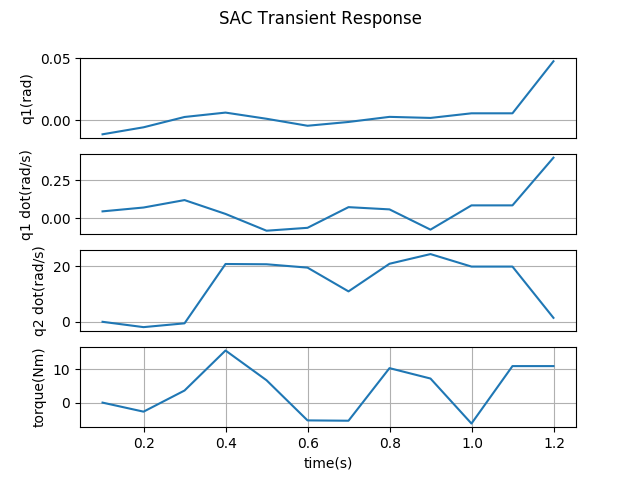 SAC Transient Response
0.05
0.00
q1(rad)
0.25
0.00
q1 dot(rad/s)
20
0
q2 dot(rad/s)
10
0
torque(Nm)
0.2 0.4 0.6 0.8 1.0 1.2
time(s)